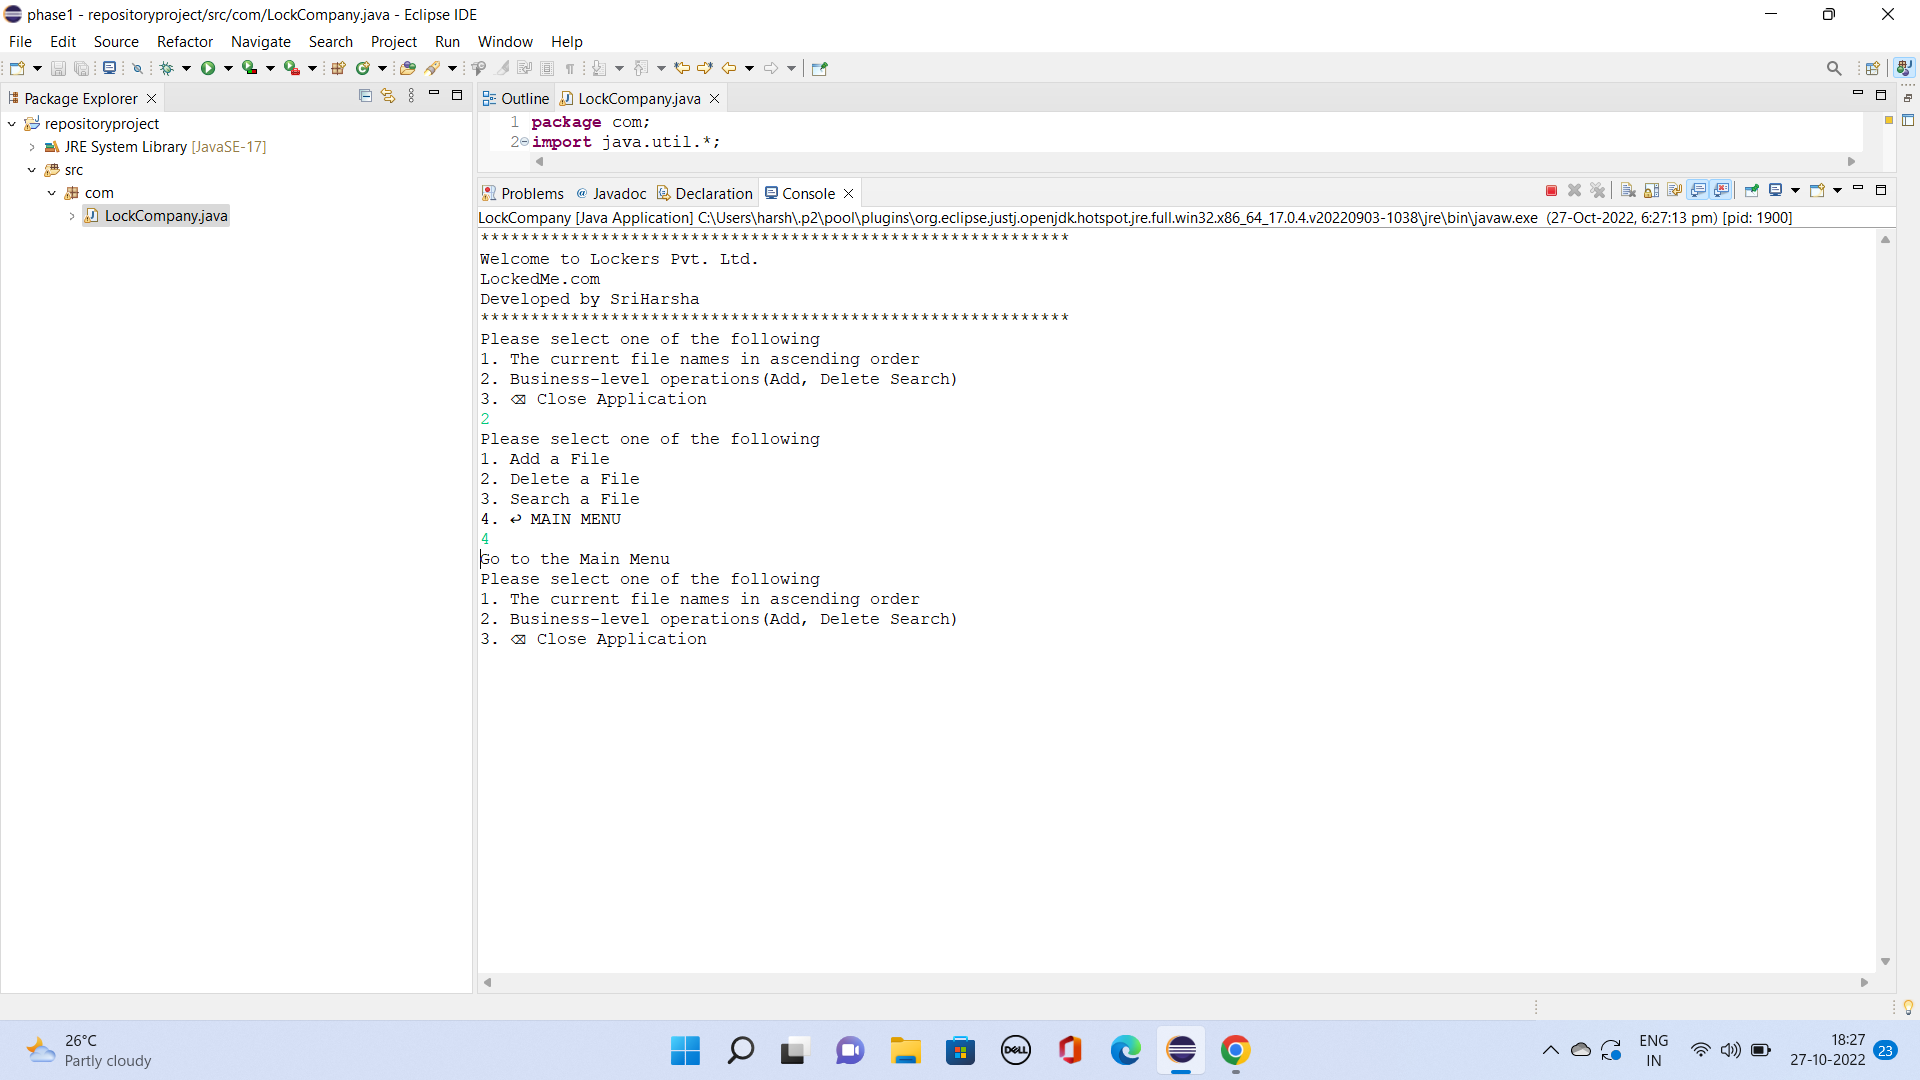 phase1 - repositoryproject/src/com/LockCompany.java - Eclipse IDE
File Edit Source Refactor Navigate Search Project Run Window Help
Package Explorer
repositoryproject
JRE System Library [JavaSE-17]
src
com
LockCompany.java
Outline LockCompany.java
1 package com;
2 import java.util.*;
Problems Javadoc Declaration Console
LockCompany [Java Application] C:\Users\harsh\.p2\pool\plugins\org.eclipse.justj.openjdk.hotspot.jre.full.win32.x86_64_17.0.4.v20220903-1038\jre\bin\javaw.exe (27-Oct-2022, 6:27:13 pm) [pid: 1900]
***********************************************************
Welcome to Lockers Pvt. Ltd.
LockedMe.com
Developed by SriHarsha
***********************************************************
Please select one of the following
1. The current file names in ascending order
2. Business-level operations(Add, Delete Search)
3. ⌫ Close Application
2
Please select one of the following
1. Add a File
2. Delete a File
3. Search a File
4. ↩ MAIN MENU
4
Go to the Main Menu
Please select one of the following
1. The current file names in ascending order
2. Business-level operations(Add, Delete Search)
3. ⌫ Close Application
26°C
Partly cloudy
DELL
ENG
IN
18:27
27-10-2022
23